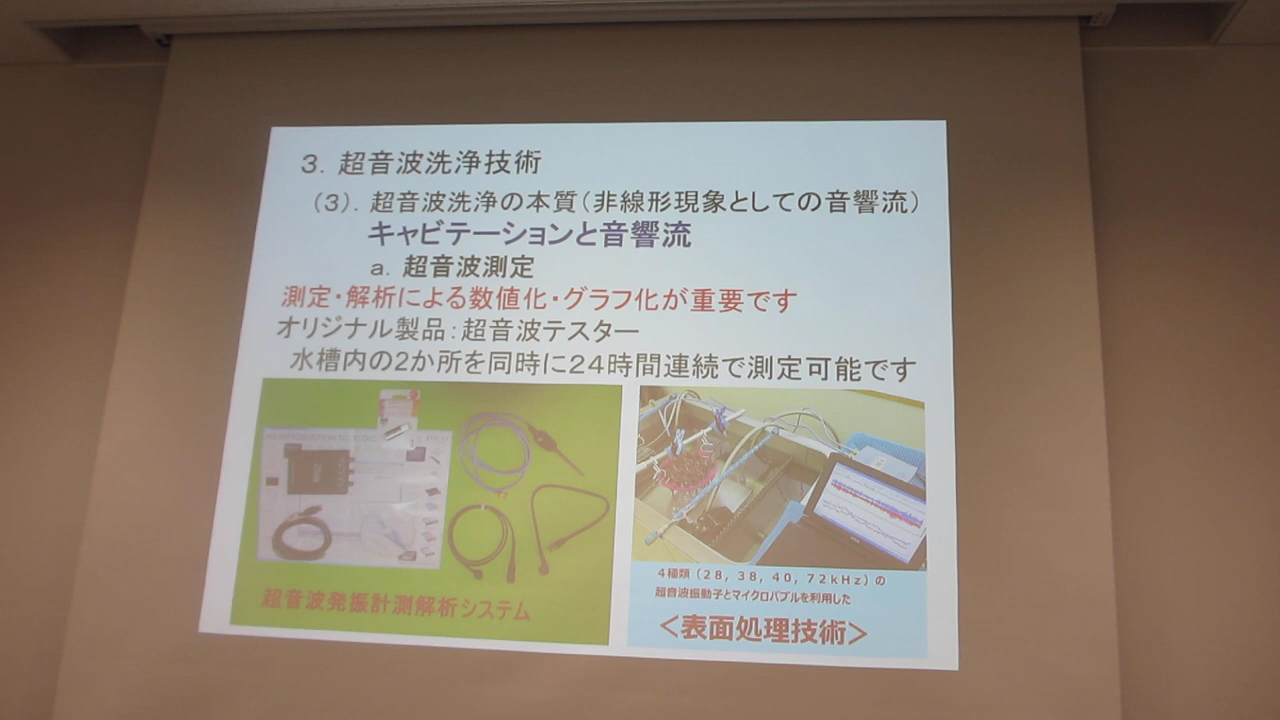 ３．超音波洗浄技術
（３）．超音波洗浄の本質（非線形現象としての音響流）
キャビテーションと音響流
ａ．超音波測定
測定・解析による数値化・グラフ化が重要です
オリジナル製品：超音波テスター
水槽内の２か所を同時に２４時間連続で測定可能です
超音波発振計測解析システム
４種類（２８，３８，４０，７２ｋＨｚ）の
超音波振動子とマイクロバブルを利用した
＜表面処理技術＞